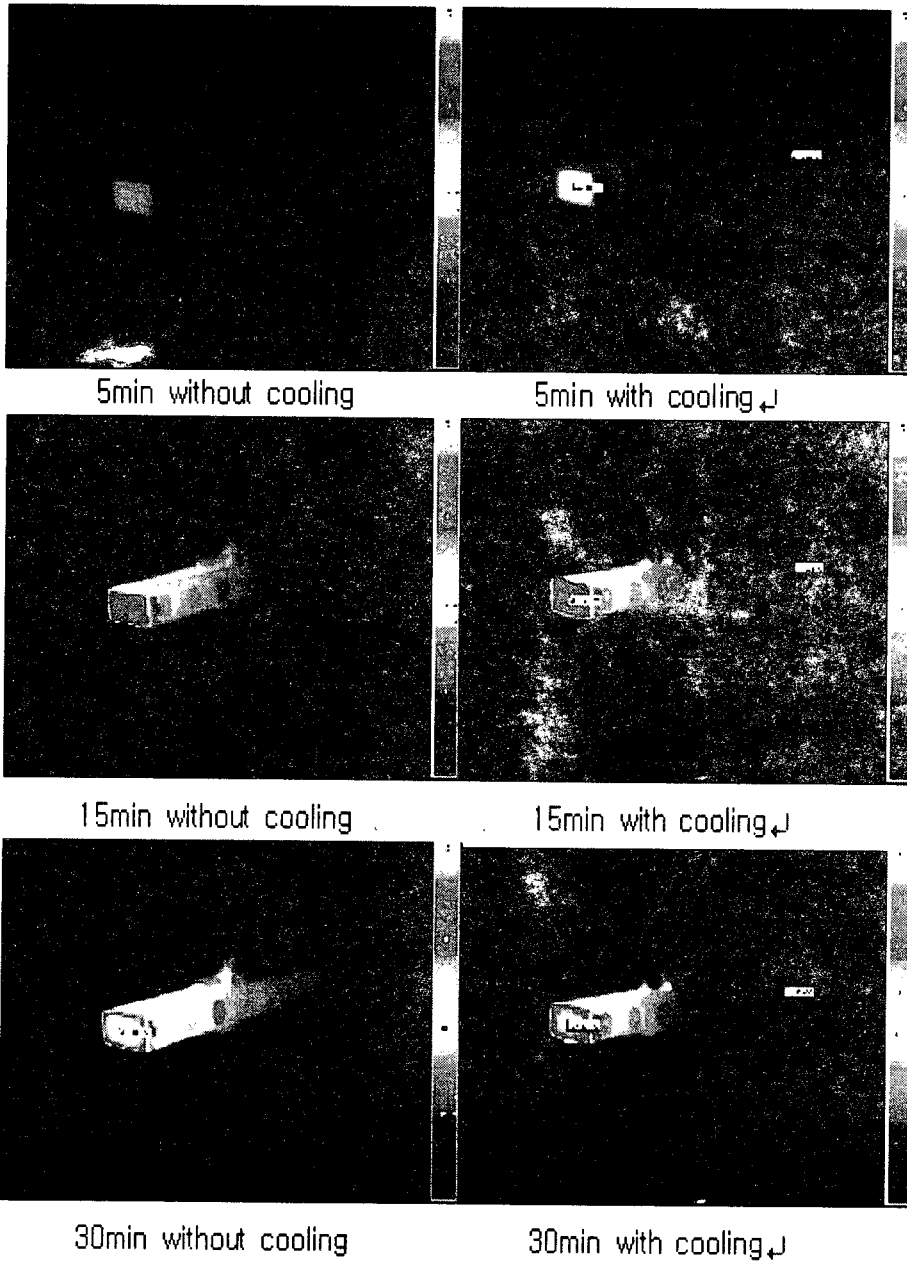 5min without cooling
5min with cooling↵
15min without cooling
15min with cooling↵
30min without cooling
30min with cooling↵